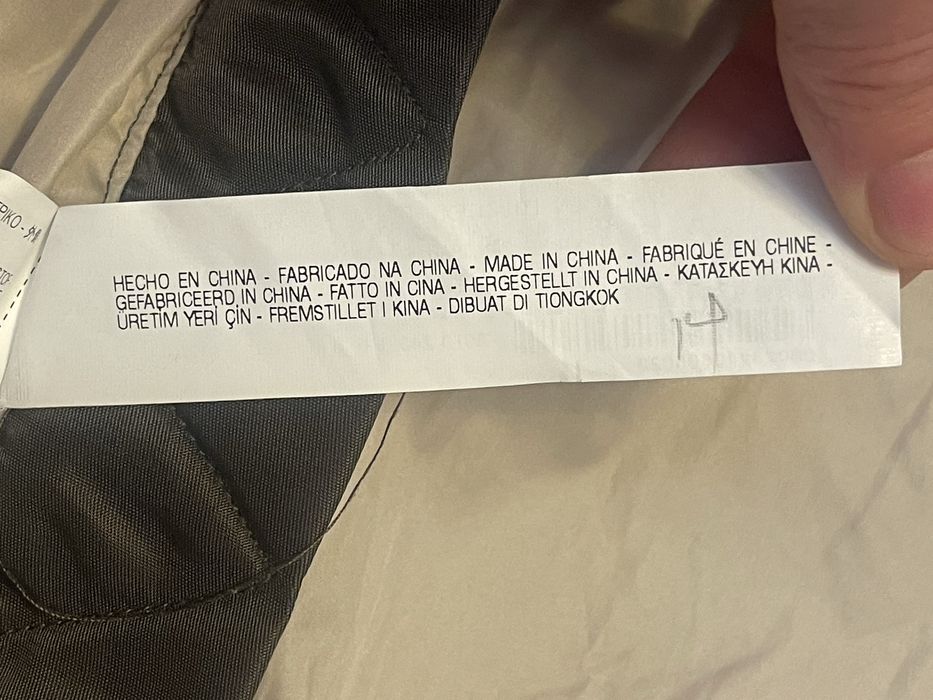 HECHO EN CHINA - FABRICADO NA CHINA - MADE IN CHINA - FABRIQUÉ EN CHINE -
GEFABRICEERD IN CHINA - FATTO IN CINA - HERGESTELLT IN CHINA - ΚΑΤΑΣΚΕΥΗ ΚΙΝΑ -
ÜRETIM YERİ ÇİN - FREMSTILLET I KINA - DIBUAT DI TIONGKOK